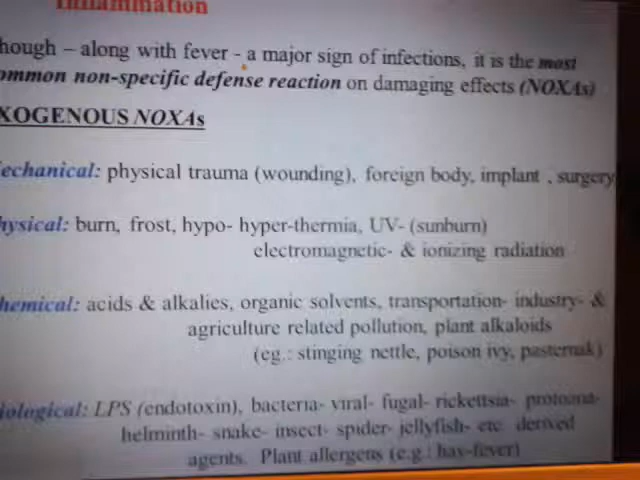 Inflammation
hough – along with fever - a major sign of infections, it is the most
ommon non-specific defense reaction on damaging effects (NOXAs)
XOGENOUS NOXAs
echanical: physical trauma (wounding), foreign body, implant , surgery
hysical: burn, frost, hypo- hyper-thermia, UV- (sunburn)
electromagnetic- & ionizing radiation
hemical: acids & alkalies, organic solvents, transportation- industry- &
agriculture related pollution, plant alkaloids
(eg.: stinging nettle, poison ivy, pasternak)
iological: LPS (endotoxin), bacteria- viral- fugal- rickettsia- protoana-
helminth- snake- insect- spider- jellyfish- etc. derived
agents. Plant allergens (e.g.: hay-fever)